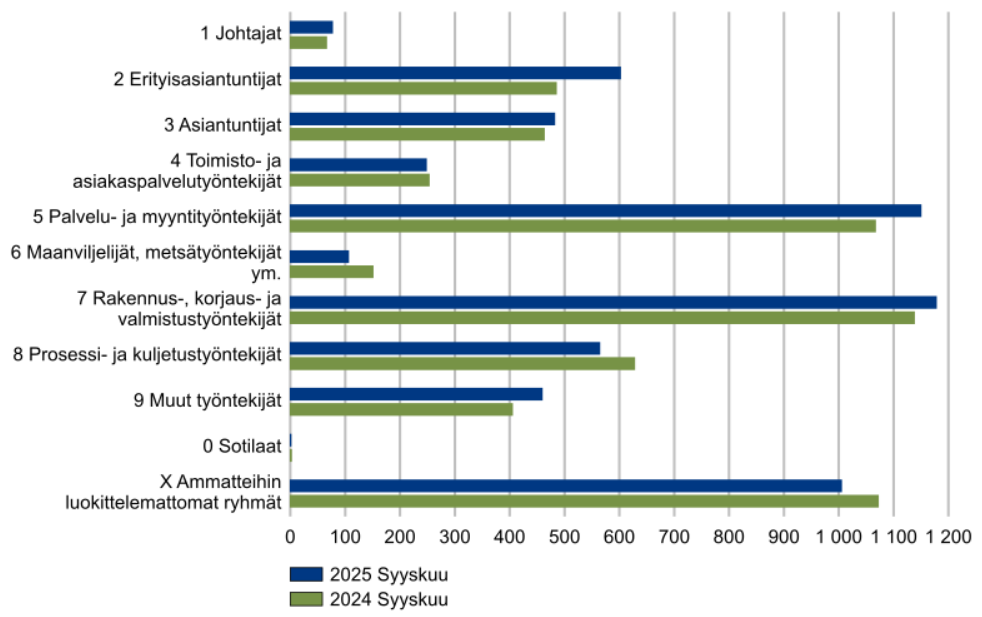 1 Johtajat
2 Erityisasiantuntijat
3 Asiantuntijat
4 Toimisto- ja
asiakaspalvelutyöntekijät
5 Palvelu- ja myyntityöntekijät
6 Maanviljelijät, metsätyöntekijät
ym.
7 Rakennus-, korjaus- ja
valmistustyöntekijät
8 Prosessi- ja kuljetustyöntekijät
9 Muut työntekijät
0 Sotilaat
X Ammatteihin
luokittelemattomat ryhmät
0 100 200 300 400 500 600 700 800 900 1 000 1 100 1 200
2025 Syyskuu
2024 Syyskuu